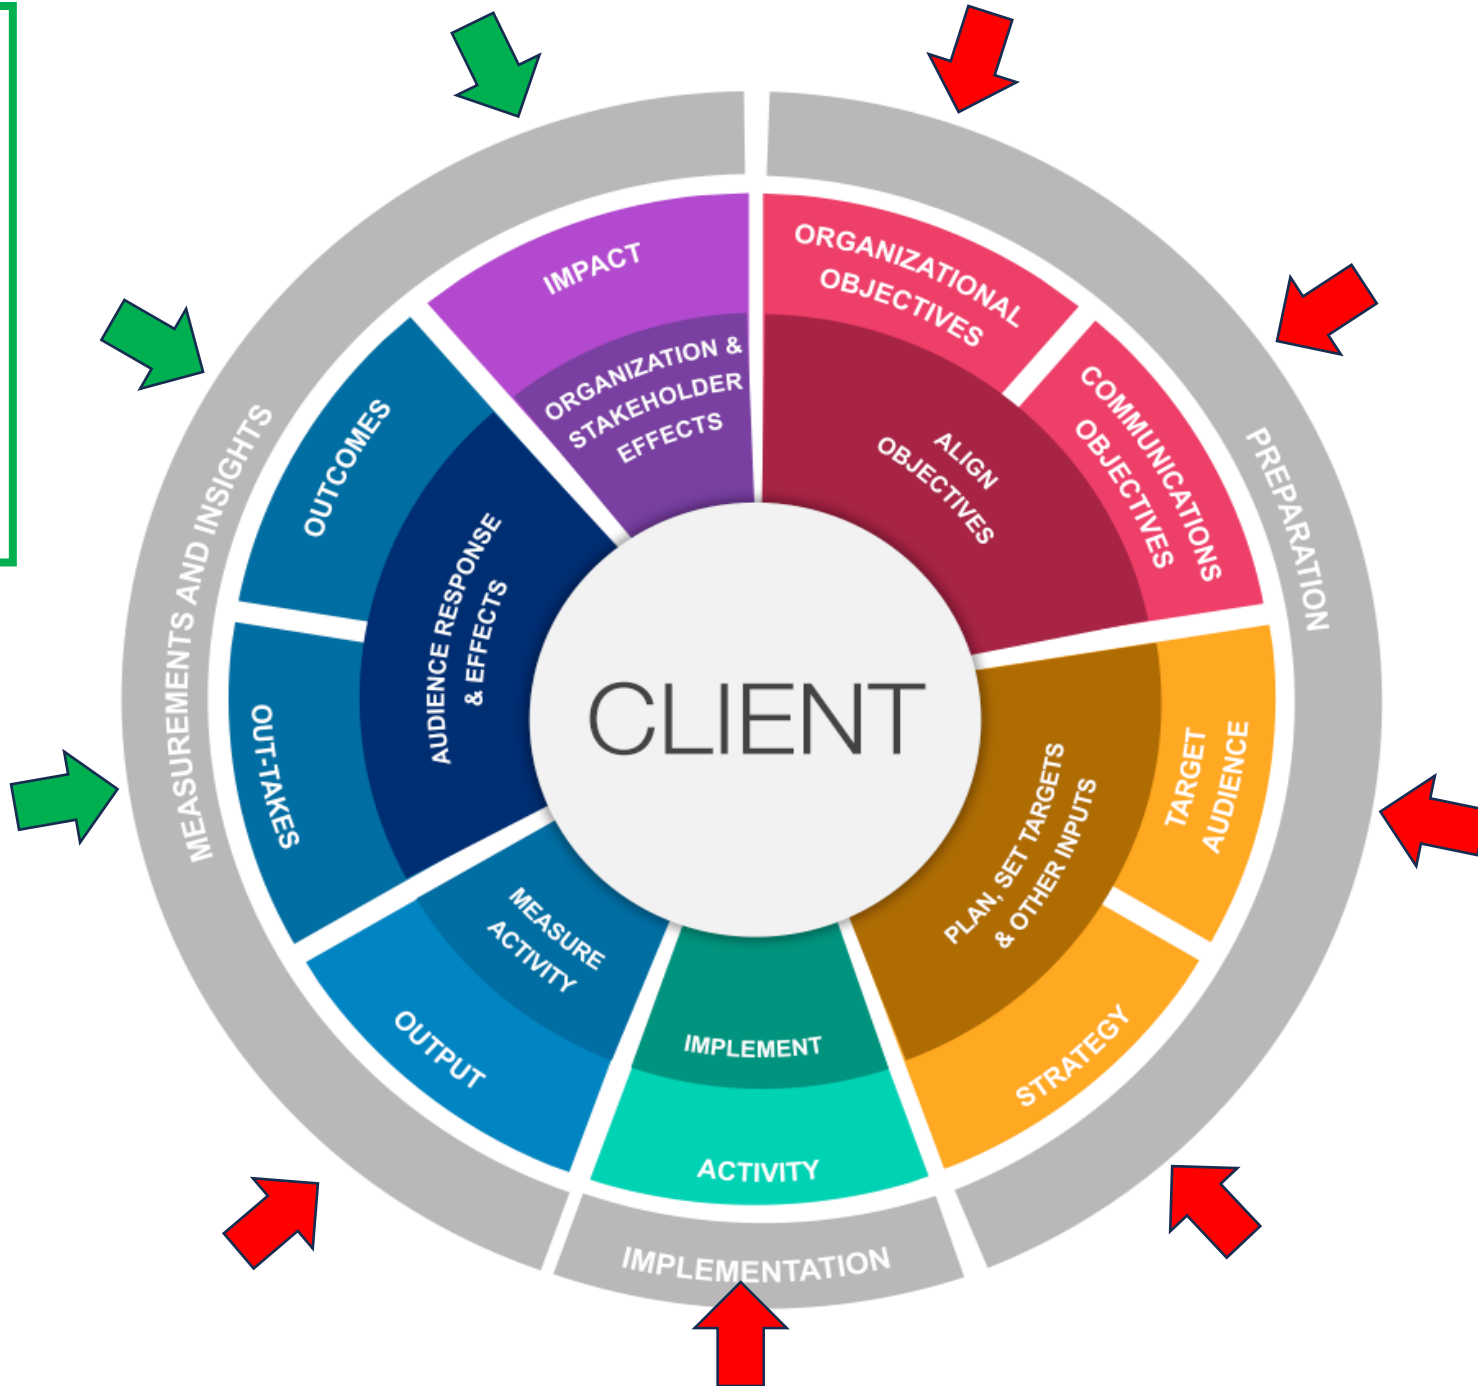 IMPACT
ORGANIZATION &
STAKEHOLDER
EFFECTS
ORGANIZATIONAL
OBJECTIVES
COMMUNICATIONS
OBJECTIVES
ALIGN
OBJECTIVES
PREPARATION
TARGET
AUDIENCE
PLAN, SET TARGETS
& OTHER INPUTS
STRATEGY
IMPLEMENT
ACTIVITY
IMPLEMENTATION
MEASURE
ACTIVITY
OUTPUT
OUT-TAKES
OUTCOMES
AUDIENCE RESPONSE
& EFFECTS
MEASUREMENTS AND INSIGHTS
CLIENT